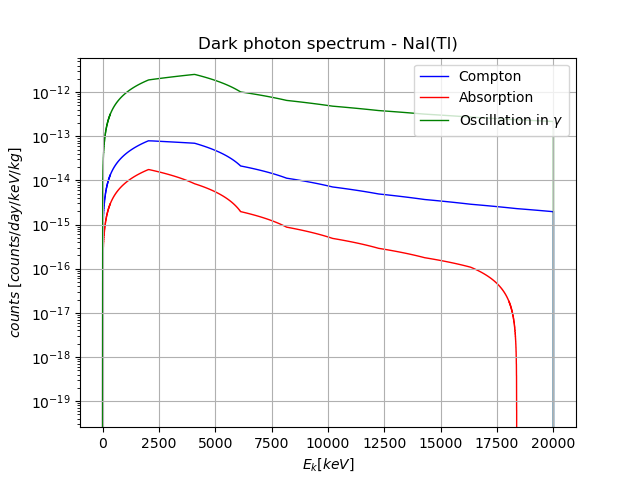 Dark photon spectrum - NaI(Tl)
Compton
Absorption
Oscillation in γ
10⁻¹²
10⁻¹³
10⁻¹⁴
10⁻¹⁵
10⁻¹⁶
10⁻¹⁷
10⁻¹⁸
10⁻¹⁹
counts [counts/day/keV/kg]
0 2500 5000 7500 10000 12500 15000 17500 20000
Eₖ[keV]